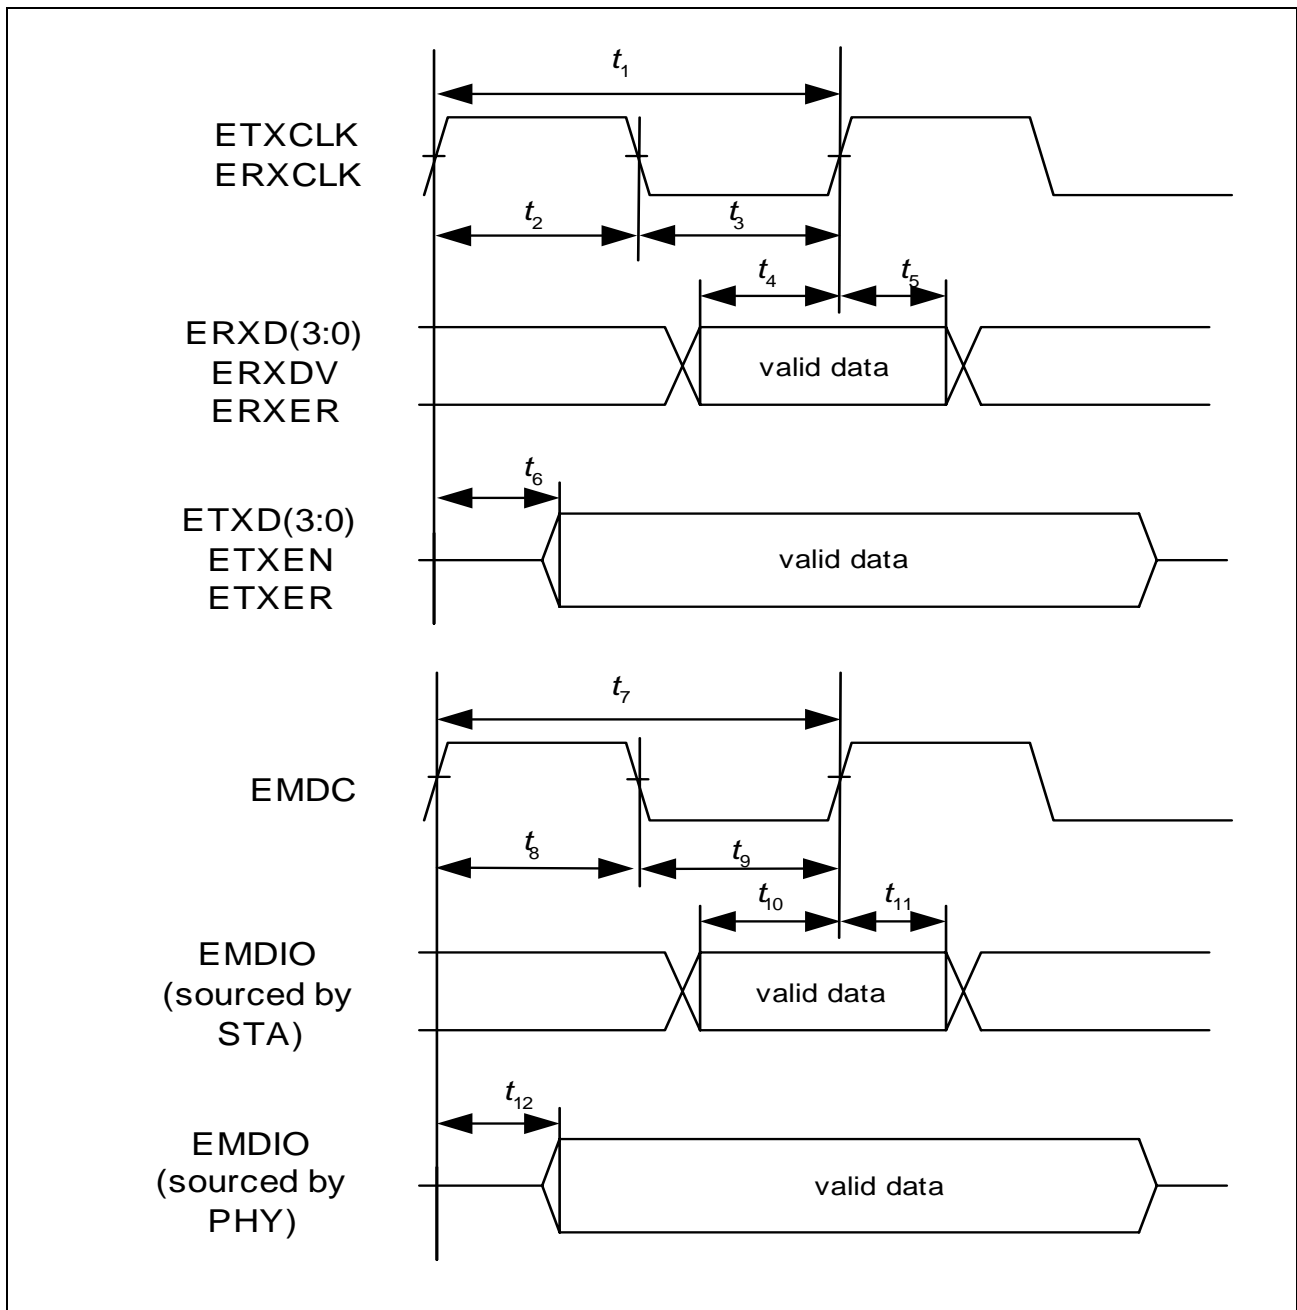 t1
ETXCLK
ERXCLK
t2
t3
t4
t5
ERXD(3:0)
ERXDV
ERXER
valid data
t6
ETXD(3:0)
ETXEN
ETXER
valid data
t7
EMDC
t8
t9
t10
t11
EMDIO
(sourced by
STA)
valid data
t12
EMDIO
(sourced by
PHY)
valid data